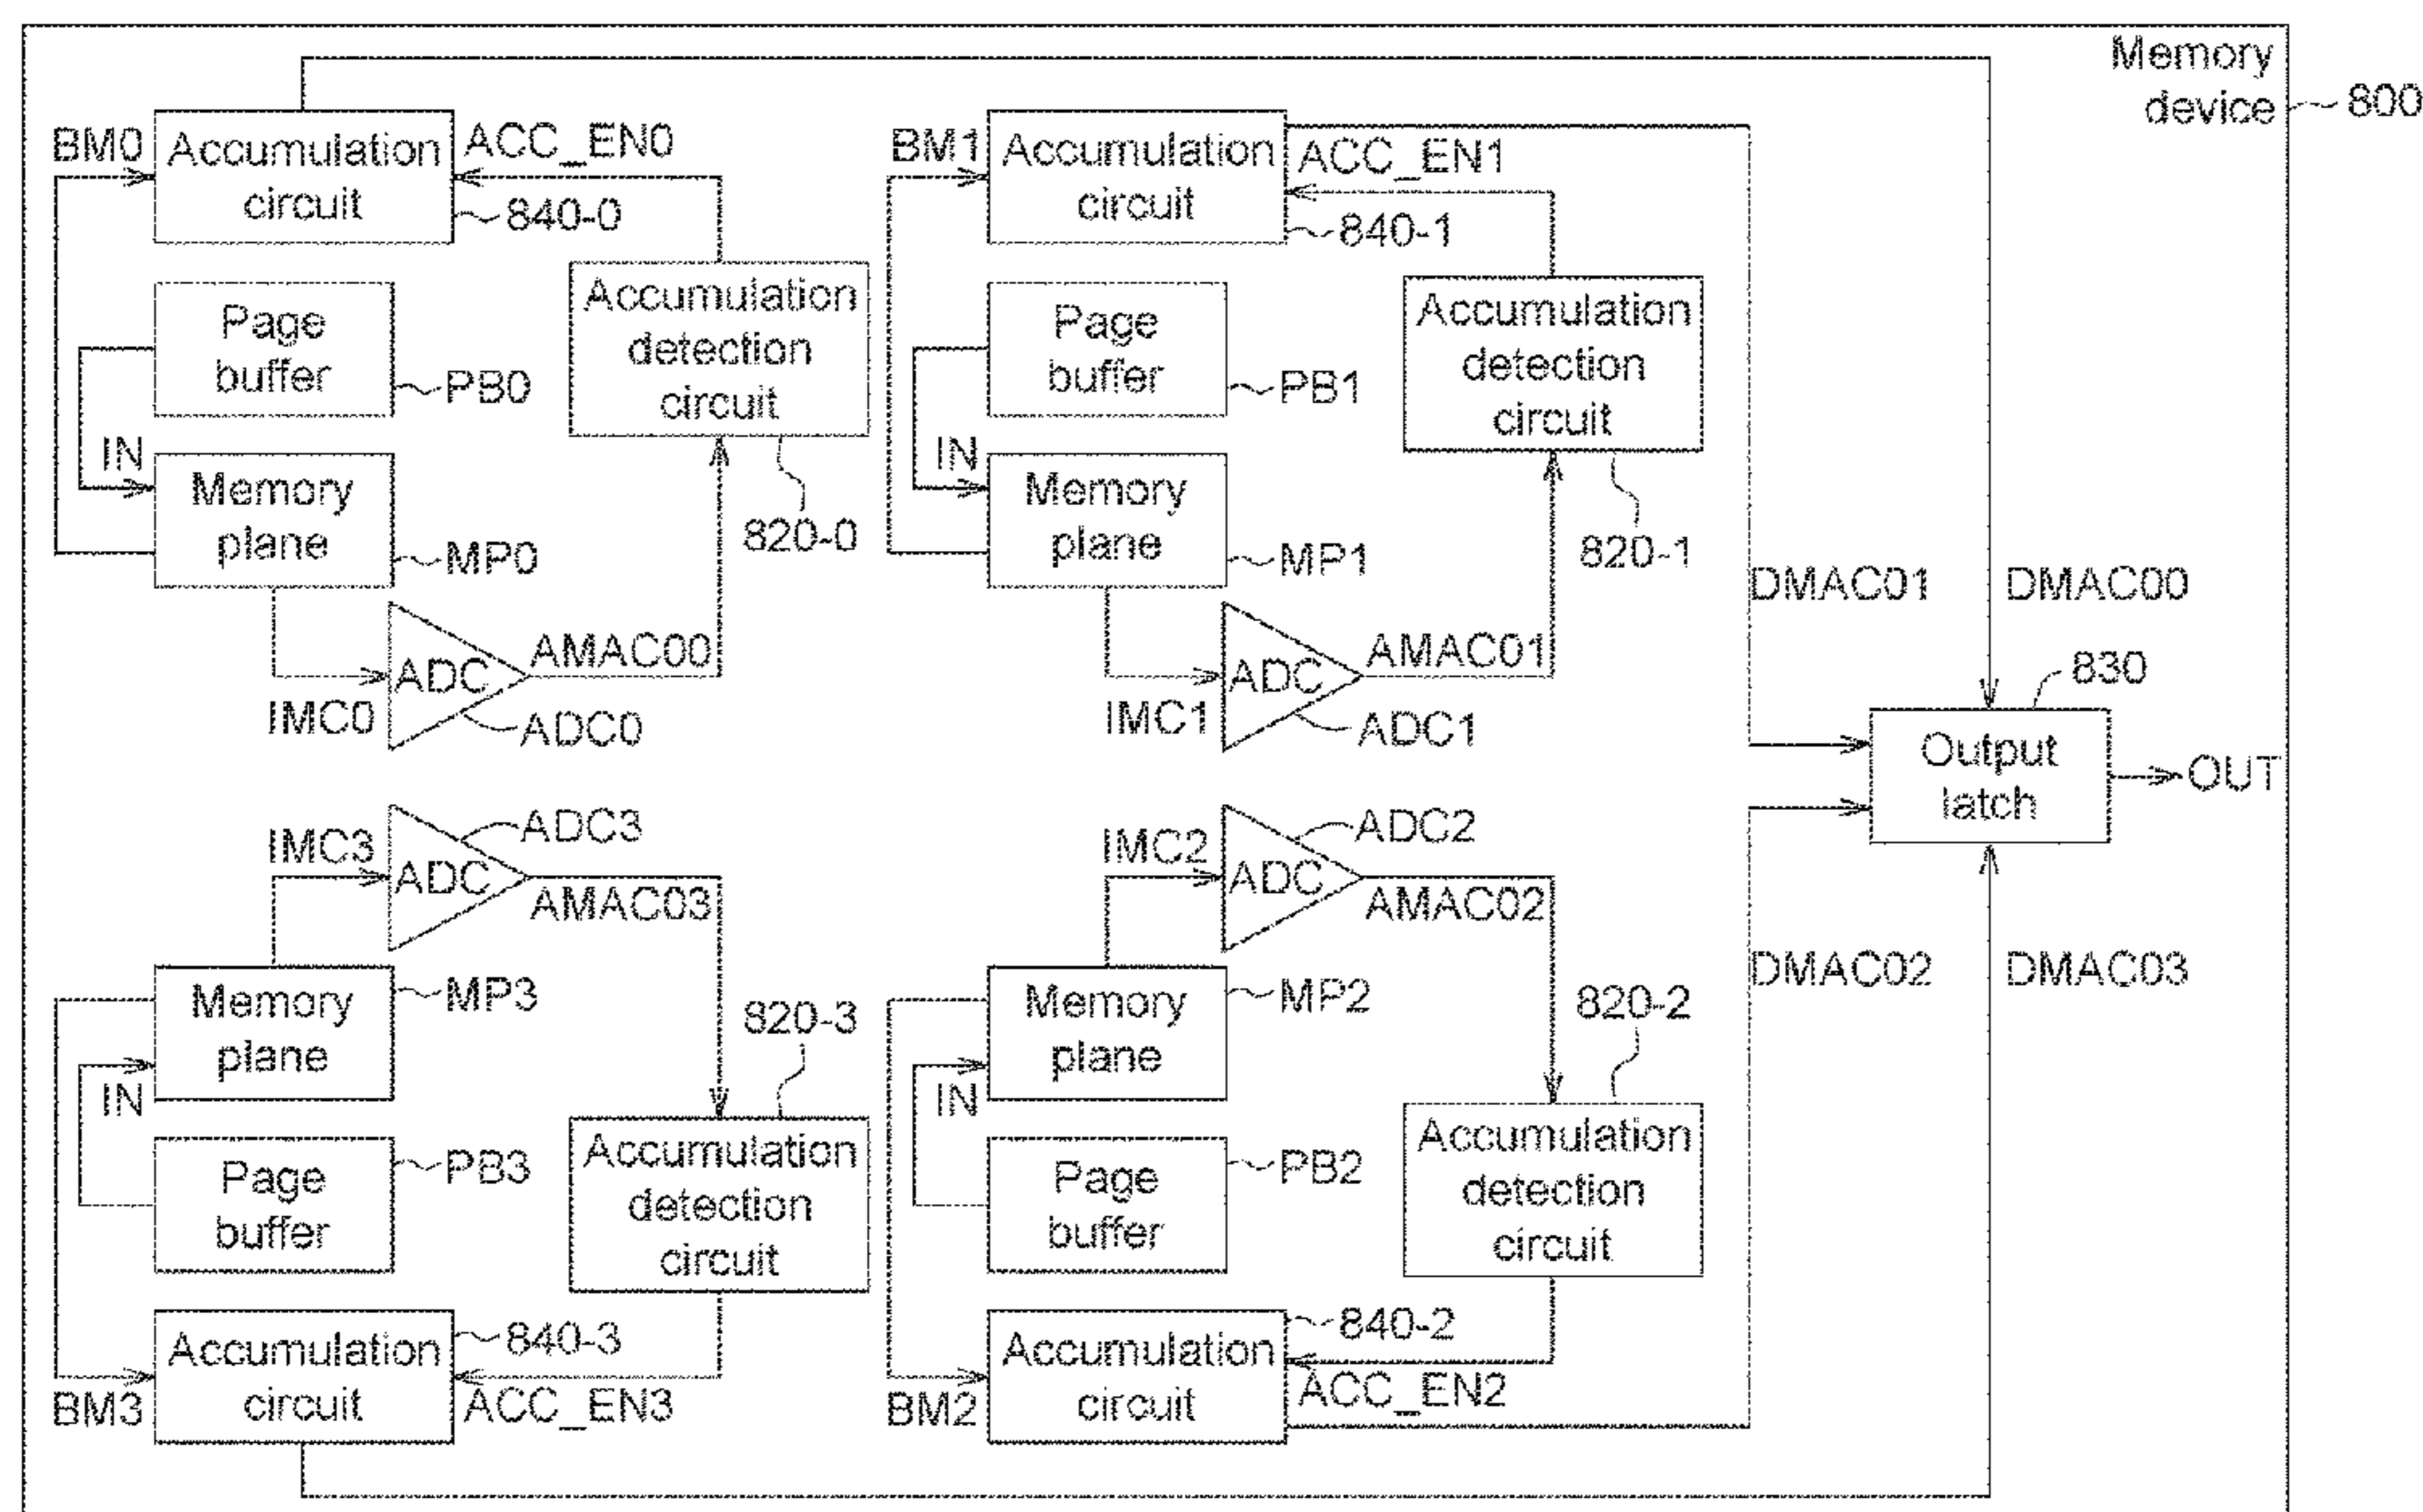 Memory
device
800
BM0
Accumulation
circuit
ACC_EN0
840-0
BM1
Accumulation
circuit
ACC_EN1
840-1
Page
buffer
PB0
Accumulation
detection
circuit
820-0
Page
buffer
PB1
Accumulation
detection
circuit
820-1
IN
Memory
plane
MP0
IN
Memory
plane
MP1
DMAC01
DMAC00
IMC0
ADC
ADC0
AMAC00
IMC1
ADC
ADC1
AMAC01
830
Output
latch
OUT
IMC3
ADC
ADC3
AMAC03
IMC2
ADC
ADC2
AMAC02
DMAC02
DMAC03
Memory
plane
MP3
IN
820-3
Memory
plane
MP2
IN
820-2
Page
buffer
PB3
Accumulation
detection
circuit
Page
buffer
PB2
Accumulation
detection
circuit
BM3
Accumulation
circuit
840-3
ACC_EN3
BM2
Accumulation
circuit
840-2
ACC_EN2